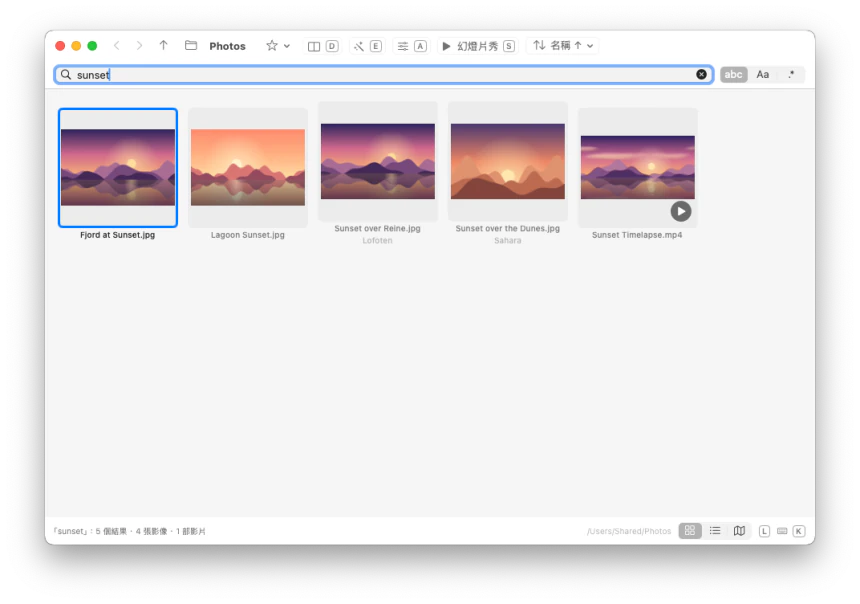 Photos
D
E
A
幻燈片秀 S
名稱
sunset
abc
Aa
.*
Fjord at Sunset.jpg
Lagoon Sunset.jpg
Sunset over Reine.jpg
Lofoten
Sunset over the Dunes.jpg
Sahara
Sunset Timelapse.mp4
「sunset」：5 個結果 · 4 張影像 · 1 部影片
/Users/Shared/Photos
L
K